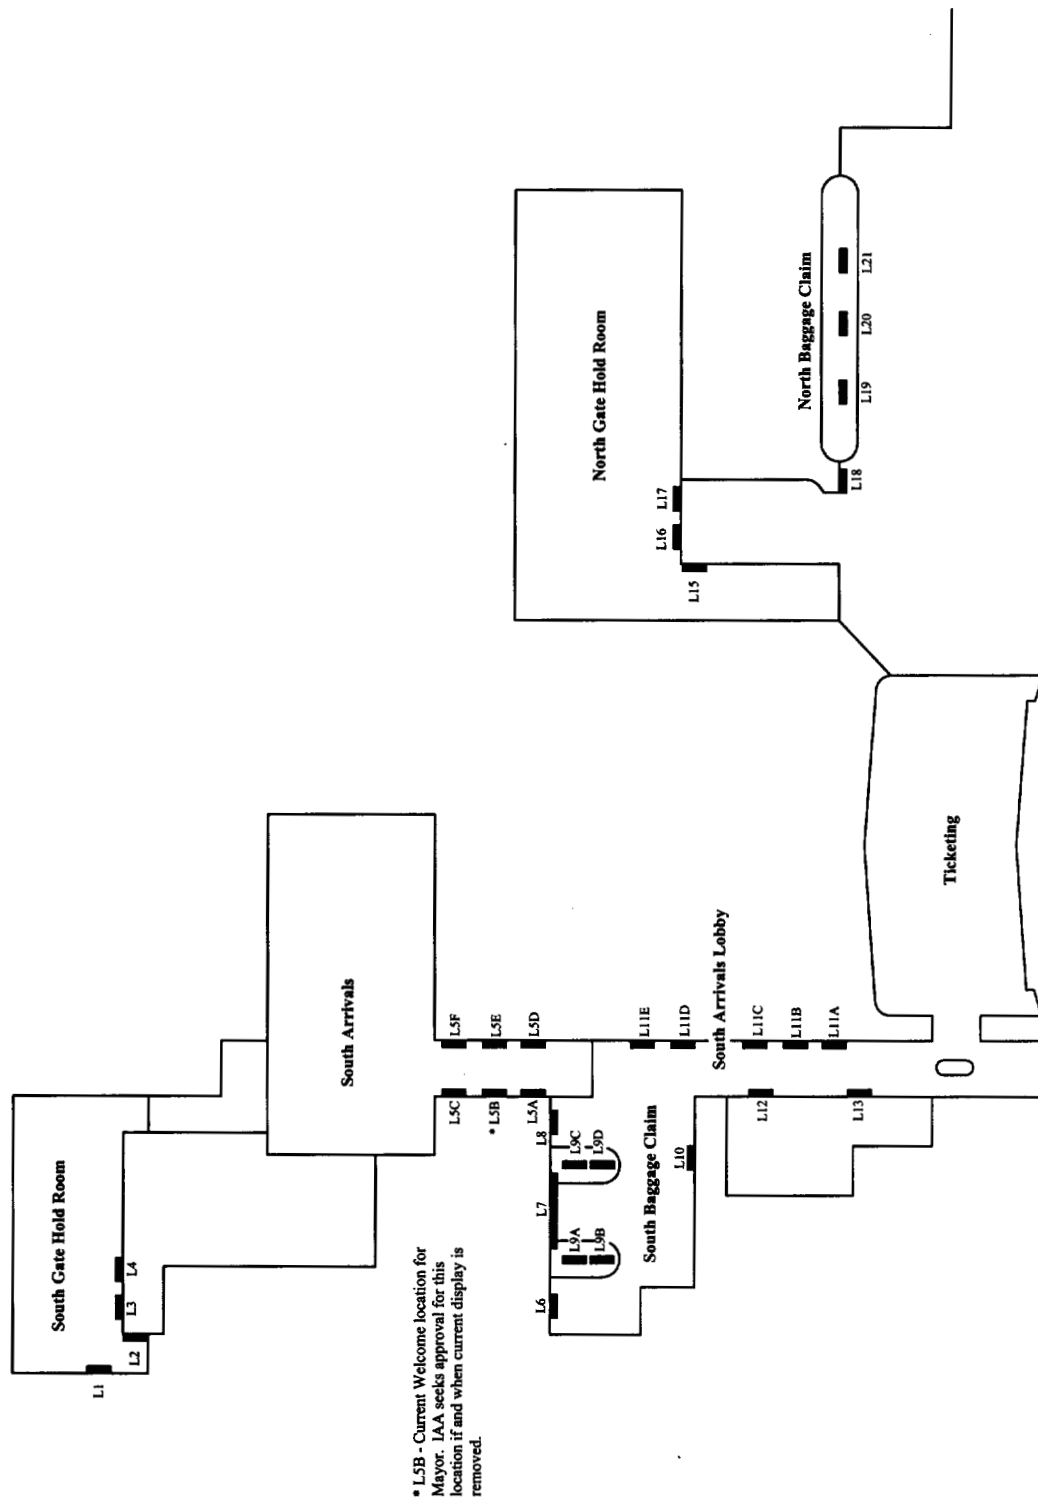 South Gate Hold Room
L1
L2
L3
L4
South Arrivals
* L5B - Current Welcome location for
Mayor. IAA seeks approval for this
location if and when current display is
removed.
L5C
* L5B
L5A
L5F
L5E
L5D
L6
L7
L8
L9A
L9B
L9C
L9D
South Baggage Claim
L10
South Arrivals Lobby
L11E
L11D
L11C
L11B
L11A
L12
L13
Ticketing
North Gate Hold Room
L15
L16
L17
North Baggage Claim
L18
L19
L20
L21